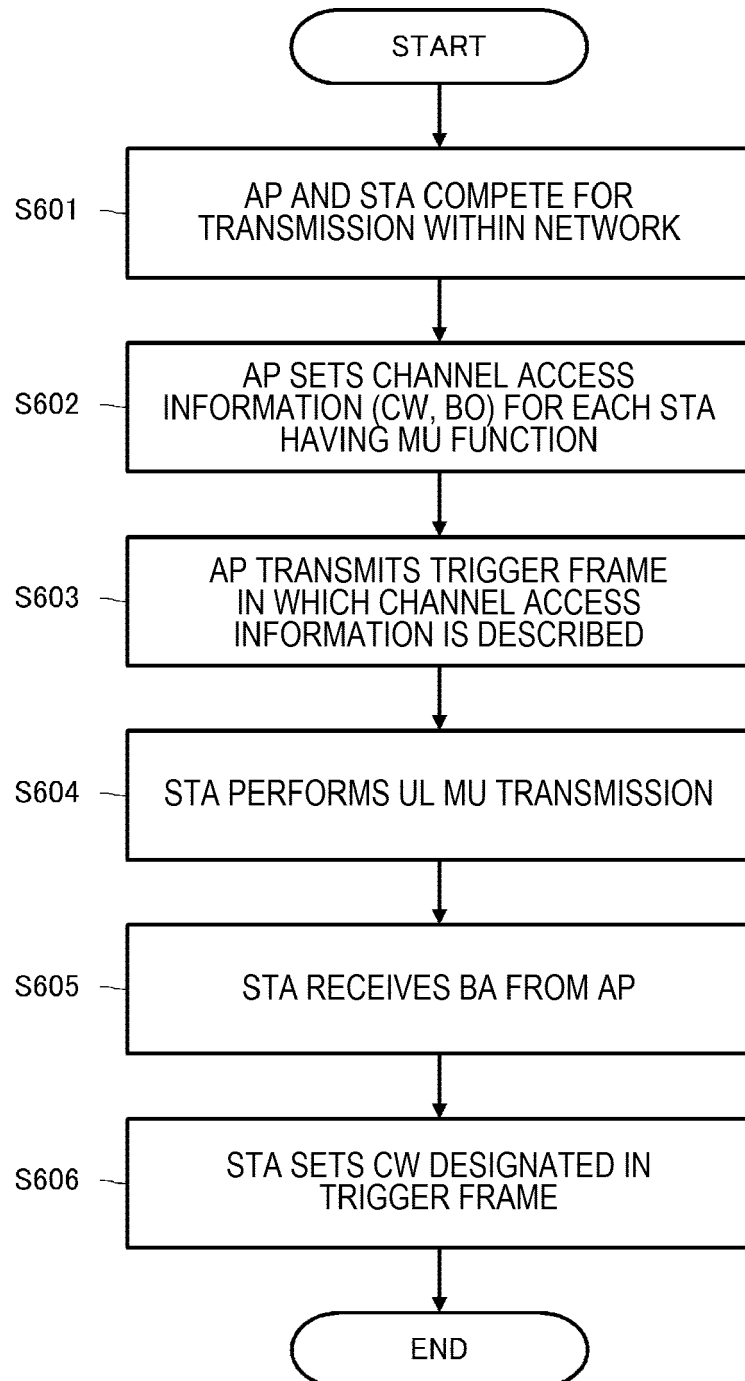 START
S601
AP AND STA COMPETE FOR
TRANSMISSION WITHIN NETWORK
S602
AP SETS CHANNEL ACCESS
INFORMATION (CW, BO) FOR EACH STA
HAVING MU FUNCTION
S603
AP TRANSMITS TRIGGER FRAME
IN WHICH CHANNEL ACCESS
INFORMATION IS DESCRIBED
S604
STA PERFORMS UL MU TRANSMISSION
S605
STA RECEIVES BA FROM AP
S606
STA SETS CW DESIGNATED IN
TRIGGER FRAME
END